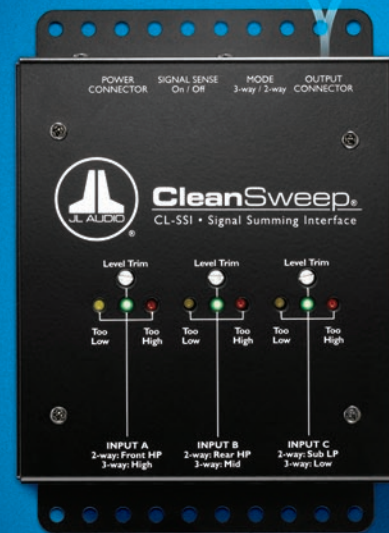 POWER CONNECTOR
SIGNAL SENSE On / Off
MODE 3-way / 2-way
OUTPUT CONNECTOR
JL AUDIO
®
CleanSweep®
CL-SSI • Signal Summing Interface
Level Trim
Level Trim
Level Trim
Too Low
Too High
Too Low
Too High
Too Low
Too High
INPUT A
2-way: Front HP
3-way: High
INPUT B
2-way: Rear HP
3-way: Mid
INPUT C
2-way: Sub LP
3-way: Low